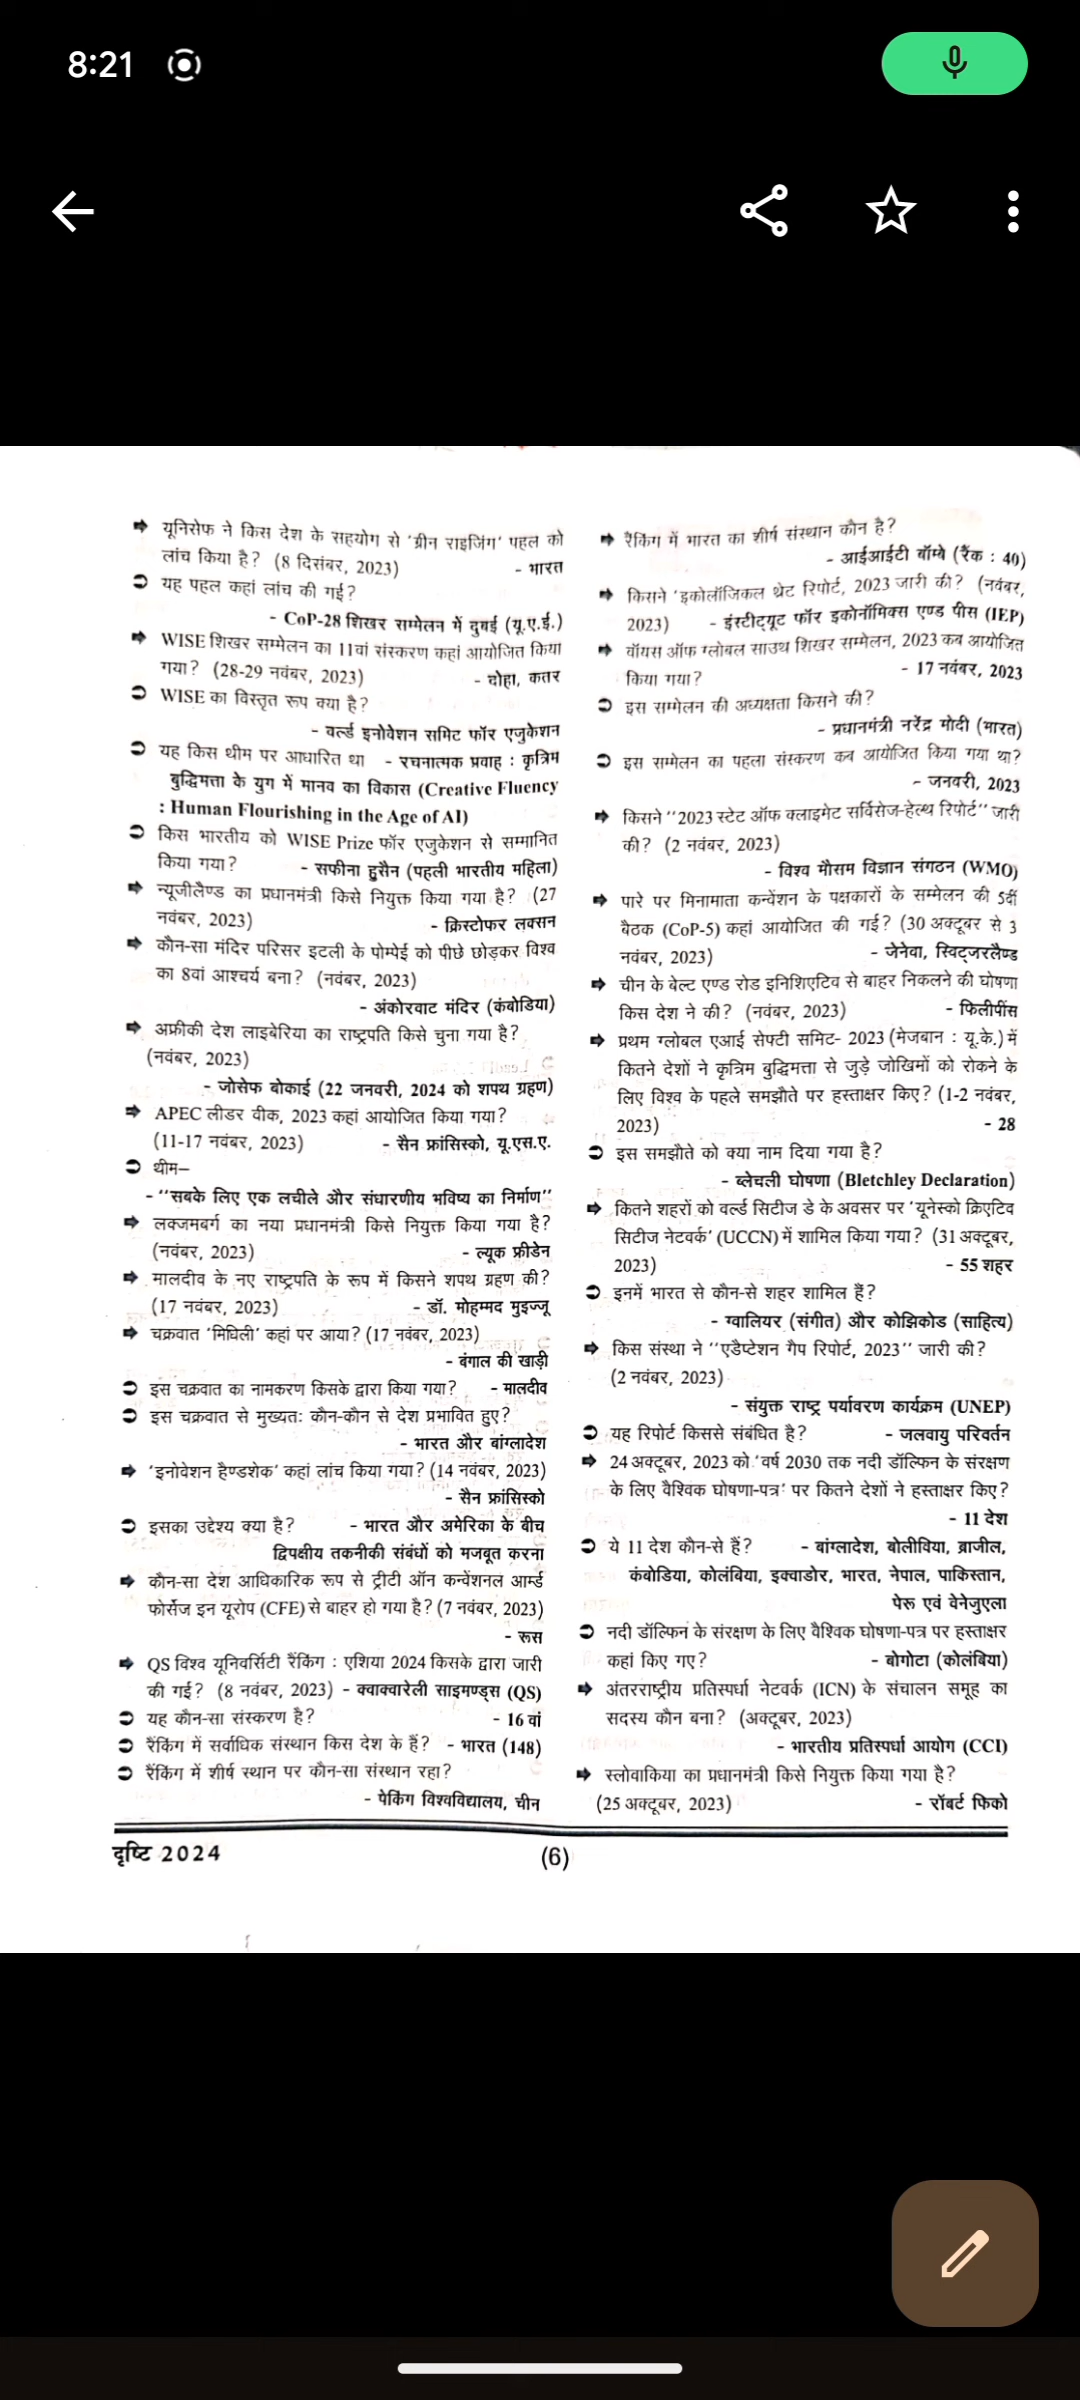 8:21
➡ यूनिसेफ ने किस देश के सहयोग से 'ग्रीन राइजिंग' पहल को
लांच किया है? (8 दिसंबर, 2023) - भारत
⊃ यह पहल कहां लांच की गई?
- CoP-28 शिखर सम्मेलन में दुबई (यू.ए.ई.)
➡ WISE शिखर सम्मेलन का 11वां संस्करण कहां आयोजित किया
गया? (28-29 नवंबर, 2023) - दोहा, कतर
⊃ WISE का विस्तृत रूप क्या है?
- वर्ल्ड इनोवेशन समिट फॉर एजुकेशन
⊃ यह किस थीम पर आधारित था - रचनात्मक प्रवाह : कृत्रिम
बुद्धिमत्ता के युग में मानव का विकास (Creative Fluency
: Human Flourishing in the Age of AI)
⊃ किस भारतीय को WISE Prize फॉर एजुकेशन से सम्मानित
किया गया? - सफीना हुसैन (पहली भारतीय महिला)
➡ न्यूजीलैण्ड का प्रधानमंत्री किसे नियुक्त किया गया है? (27
नवंबर, 2023) - क्रिस्टोफर लक्सन
➡ कौन-सा मंदिर परिसर इटली के पोम्पेई को पीछे छोड़कर विश्व
का 8वां आश्चर्य बना? (नवंबर, 2023)
- अंकोरवाट मंदिर (कंबोडिया)
➡ अफ्रीकी देश लाइबेरिया का राष्ट्रपति किसे चुना गया है?
(नवंबर, 2023)
- जोसेफ बोकाई (22 जनवरी, 2024 को शपथ ग्रहण)
➡ APEC लीडर वीक, 2023 कहां आयोजित किया गया?
(11-17 नवंबर, 2023) - सैन फ्रांसिस्को, यू.एस.ए.
⊃ थीम–
- ''सबके लिए एक लचीले और संधारणीय भविष्य का निर्माण''
➡ लक्जमबर्ग का नया प्रधानमंत्री किसे नियुक्त किया गया है?
(नवंबर, 2023) - ल्यूक फ्रीडेन
➡ मालदीव के नए राष्ट्रपति के रूप में किसने शपथ ग्रहण की?
(17 नवंबर, 2023) - डॉ. मोहम्मद मुइज्जू
➡ चक्रवात 'मिधिली' कहां पर आया? (17 नवंबर, 2023)
- बंगाल की खाड़ी
⊃ इस चक्रवात का नामकरण किसके द्वारा किया गया? - मालदीव
⊃ इस चक्रवात से मुख्यतः कौन-कौन से देश प्रभावित हुए?
- भारत और बांग्लादेश
➡ 'इनोवेशन हैण्डशेक' कहां लांच किया गया? (14 नवंबर, 2023)
- सैन फ्रांसिस्को
⊃ इसका उद्देश्य क्या है? - भारत और अमेरिका के बीच
द्विपक्षीय तकनीकी संबंधों को मजबूत करना
➡ कौन-सा देश आधिकारिक रूप से ट्रीटी ऑन कन्वेंशनल आर्म्ड
फोर्सेज इन यूरोप (CFE) से बाहर हो गया है? (7 नवंबर, 2023)
- रूस
➡ QS विश्व यूनिवर्सिटी रैंकिंग : एशिया 2024 किसके द्वारा जारी
की गई? (8 नवंबर, 2023) - क्वाक्वारेली साइमण्ड्स (QS)
⊃ यह कौन-सा संस्करण है? - 16 वां
⊃ रैंकिंग में सर्वाधिक संस्थान किस देश के हैं? - भारत (148)
⊃ रैंकिंग में शीर्ष स्थान पर कौन-सा संस्थान रहा?
- पेकिंग विश्वविद्यालय, चीन
➡ रैंकिंग में भारत का शीर्ष संस्थान कौन है?
- आईआईटी बॉम्बे (रैंक : 40)
➡ किसने 'इकोलॉजिकल थ्रेट रिपोर्ट, 2023 जारी की? (नवंबर,
2023) - इंस्टीट्यूट फॉर इकोनॉमिक्स एण्ड पीस (IEP)
➡ वॉयस ऑफ ग्लोबल साउथ शिखर सम्मेलन, 2023 कब आयोजित
किया गया? - 17 नवंबर, 2023
⊃ इस सम्मेलन की अध्यक्षता किसने की?
- प्रधानमंत्री नरेंद्र मोदी (भारत)
⊃ इस सम्मेलन का पहला संस्करण कब आयोजित किया गया था?
- जनवरी, 2023
➡ किसने ''2023 स्टेट ऑफ क्लाइमेट सर्विसेज-हेल्थ रिपोर्ट'' जारी
की? (2 नवंबर, 2023)
- विश्व मौसम विज्ञान संगठन (WMO)
➡ पारे पर मिनामाता कन्वेंशन के पक्षकारों के सम्मेलन की 5वीं
बैठक (CoP-5) कहां आयोजित की गई? (30 अक्टूबर से 3
नवंबर, 2023) - जेनेवा, स्विट्जरलैण्ड
➡ चीन के बेल्ट एण्ड रोड इनिशिएटिव से बाहर निकलने की घोषणा
किस देश ने की? (नवंबर, 2023) - फिलीपींस
➡ प्रथम ग्लोबल एआई सेफ्टी समिट- 2023 (मेजबान : यू.के.) में
कितने देशों ने कृत्रिम बुद्धिमत्ता से जुड़े जोखिमों को रोकने के
लिए विश्व के पहले समझौते पर हस्ताक्षर किए? (1-2 नवंबर,
2023) - 28
⊃ इस समझौते को क्या नाम दिया गया है?
- ब्लेचली घोषणा (Bletchley Declaration)
➡ कितने शहरों को वर्ल्ड सिटीज डे के अवसर पर 'यूनेस्को क्रिएटिव
सिटीज नेटवर्क' (UCCN) में शामिल किया गया? (31 अक्टूबर,
2023) - 55 शहर
⊃ इनमें भारत से कौन-से शहर शामिल हैं?
- ग्वालियर (संगीत) और कोझिकोड (साहित्य)
➡ किस संस्था ने ''एडैप्टेशन गैप रिपोर्ट, 2023'' जारी की?
(2 नवंबर, 2023)
- संयुक्त राष्ट्र पर्यावरण कार्यक्रम (UNEP)
⊃ यह रिपोर्ट किससे संबंधित है? - जलवायु परिवर्तन
➡ 24 अक्टूबर, 2023 को 'वर्ष 2030 तक नदी डॉल्फिन के संरक्षण
के लिए वैश्विक घोषणा-पत्र' पर कितने देशों ने हस्ताक्षर किए?
- 11 देश
⊃ ये 11 देश कौन-से हैं? - बांग्लादेश, बोलीविया, ब्राजील,
कंबोडिया, कोलंबिया, इक्वाडोर, भारत, नेपाल, पाकिस्तान,
पेरू एवं वेनेजुएला
⊃ नदी डॉल्फिन के संरक्षण के लिए वैश्विक घोषणा-पत्र पर हस्ताक्षर
कहां किए गए? - बोगोटा (कोलंबिया)
➡ अंतरराष्ट्रीय प्रतिस्पर्धा नेटवर्क (ICN) के संचालन समूह का
सदस्य कौन बना? (अक्टूबर, 2023)
- भारतीय प्रतिस्पर्धा आयोग (CCI)
➡ स्लोवाकिया का प्रधानमंत्री किसे नियुक्त किया गया है?
(25 अक्टूबर, 2023) - रॉबर्ट फिको
दृष्टि 2024 (6)